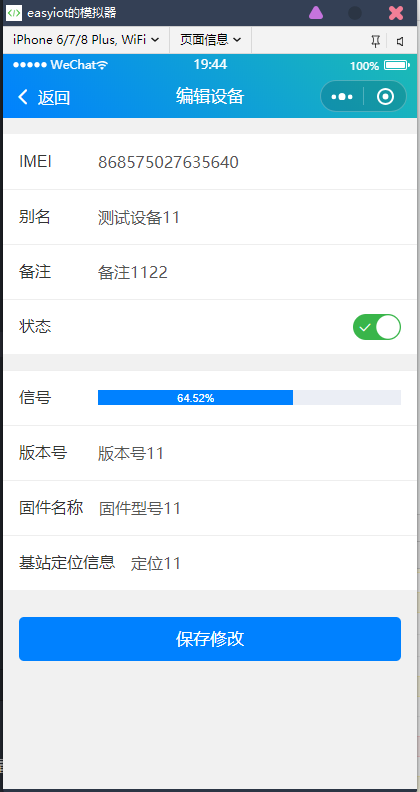 easyiot的模拟器
iPhone 6/7/8 Plus, WiFi 页面信息
WeChat 19:44 100%
返回 编辑设备
IMEI 868575027635640
别名 测试设备11
备注 备注1122
状态
信号 64.52%
版本号 版本号11
固件名称 固件型号11
基站定位信息 定位11
保存修改